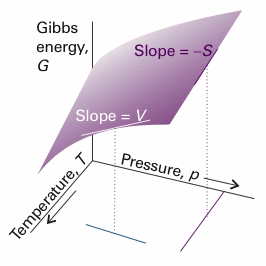 Gibbs
energy,
G
Slope = −S
Slope = V
Pressure, p
Temperature, T